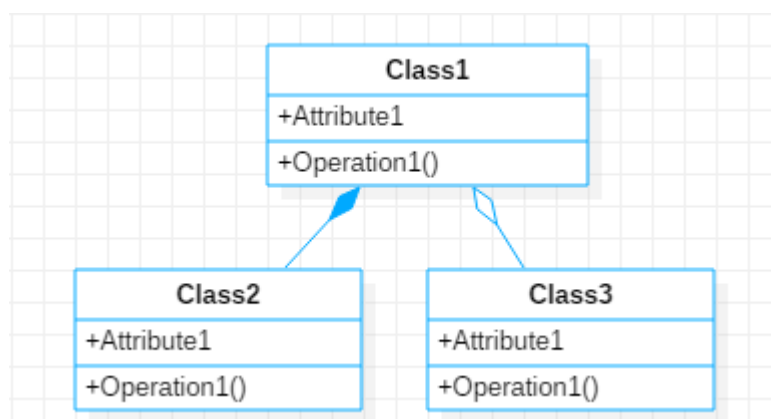 Class1
+Attribute1
+Operation1()
Class2
+Attribute1
+Operation1()
Class3
+Attribute1
+Operation1()